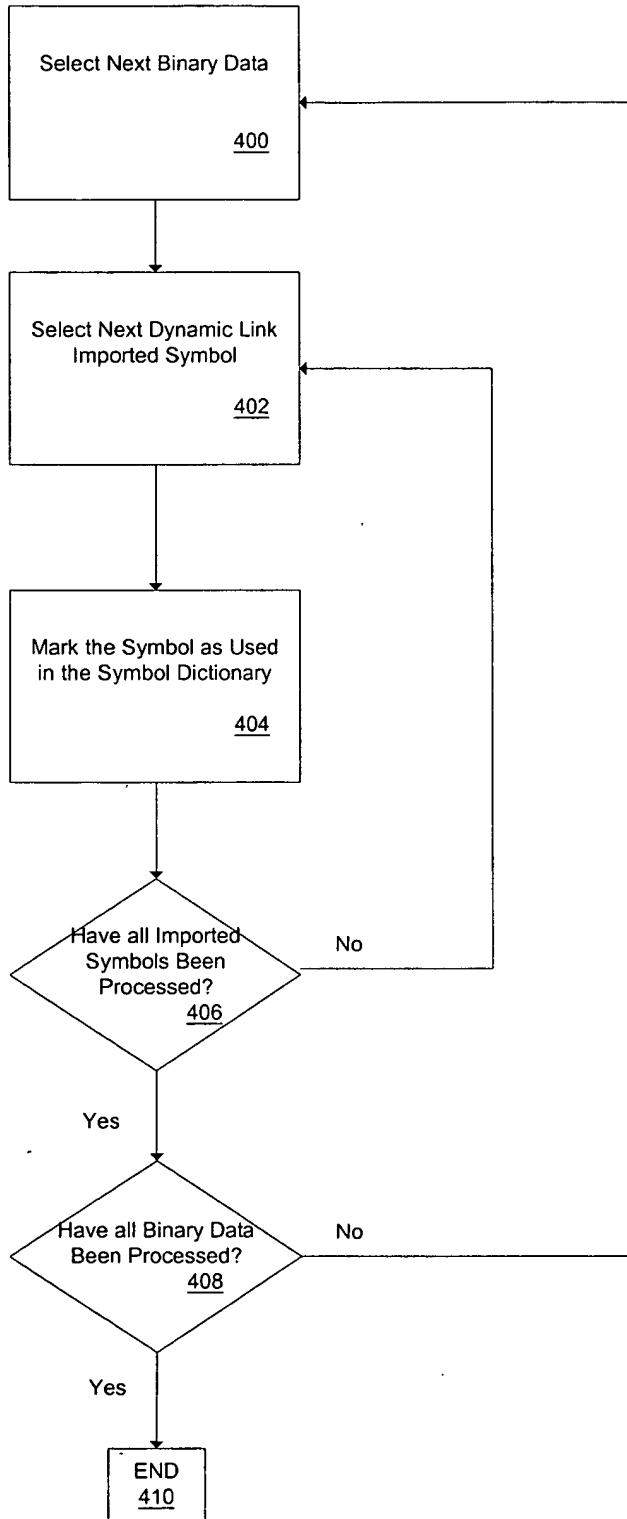 Select Next Binary Data
400
Select Next Dynamic Link
Imported Symbol
402
Mark the Symbol as Used
in the Symbol Dictionary
404
Have all Imported
Symbols Been
Processed?
406
No
Yes
Have all Binary Data
Been Processed?
408
No
Yes
END
410